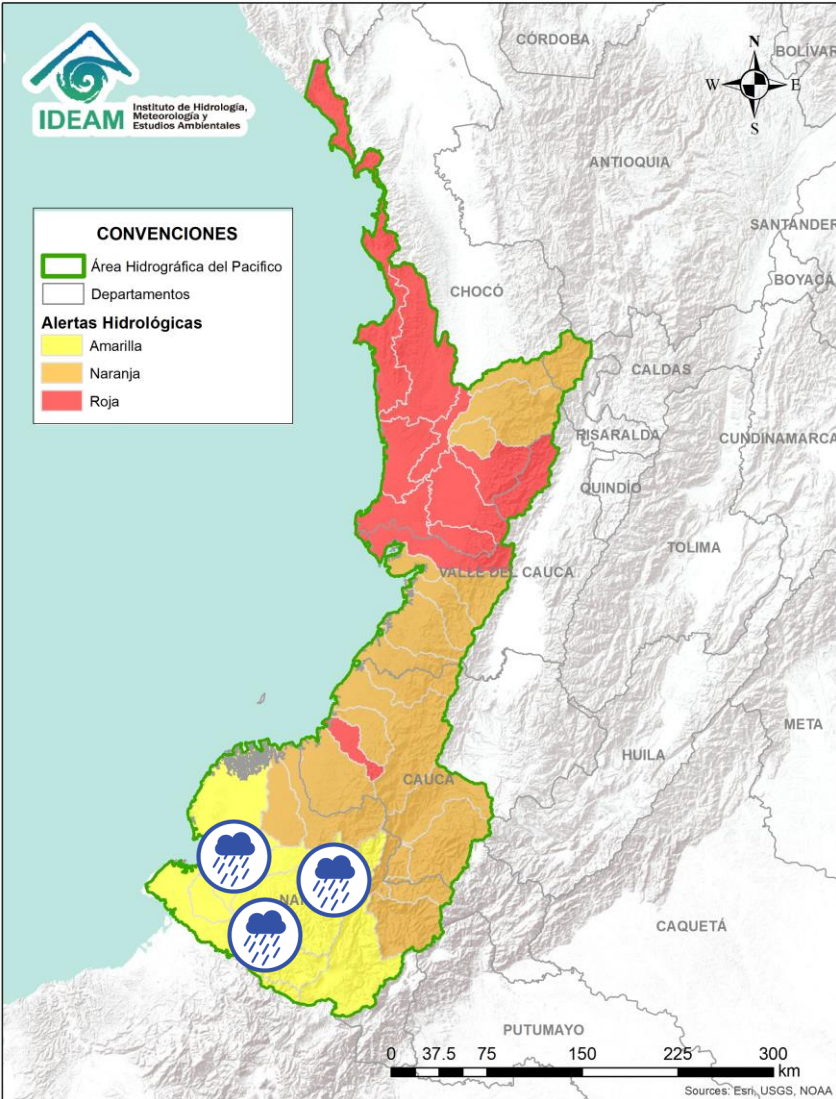 IDEAM
Instituto de Hidrología,
Meteorología y
Estudios Ambientales
N
W
E
S
CÓRDOBA
BOLÍVAR
ANTIOQUIA
SANTANDER
BOYACÁ
CHOCÓ
CALDAS
RISARALDA
CUNDINAMARCA
QUINDÍO
TOLIMA
VALLE DEL CAUCA
META
HUILA
CAUCA
NA
CAQUETÁ
PUTUMAYO
CONVENCIONES
Área Hidrográfica del Pacifico
Departamentos
Alertas Hidrológicas
Amarilla
Naranja
Roja
0 37.5 75 150 225 300
km
Sources: Esri, USGS, NOAA